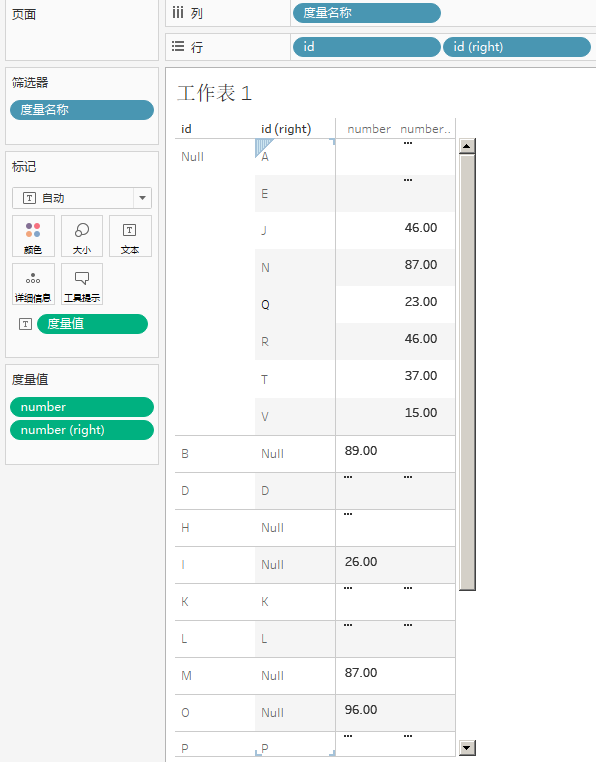 页面
列
度量名称
行
id
id (right)
筛选器
度量名称
标记
自动
颜色
大小
文本
详细信息
工具提示
度量值
度量值
number
number (right)
工作表 1
id id (right) number number..
Null A ...
E ...
J 46.00
N 87.00
Q 23.00
R 46.00
T 37.00
V 15.00
B Null 89.00
D D ... ...
H Null ...
I Null 26.00
K K ... ...
L L ... ...
M Null 87.00
O Null 96.00
P P ... ...